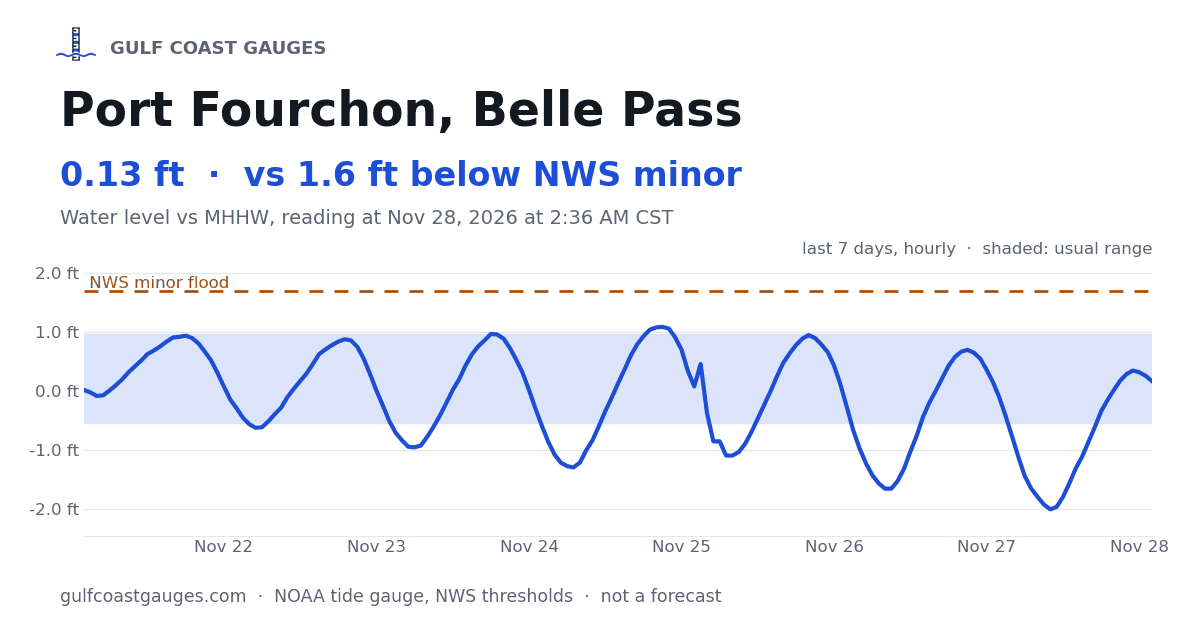 GULF COAST GAUGES
Port Fourchon, Belle Pass
0.13 ft · vs 1.6 ft below NWS minor
Water level vs MHHW, reading at Nov 28, 2026 at 2:36 AM CST
last 7 days, hourly · shaded: usual range
2.0 ft
NWS minor flood
1.0 ft
0.0 ft
-1.0 ft
-2.0 ft
Nov 22 Nov 23 Nov 24 Nov 25 Nov 26 Nov 27 Nov 28
gulfcoastgauges.com · NOAA tide gauge, NWS thresholds · not a forecast